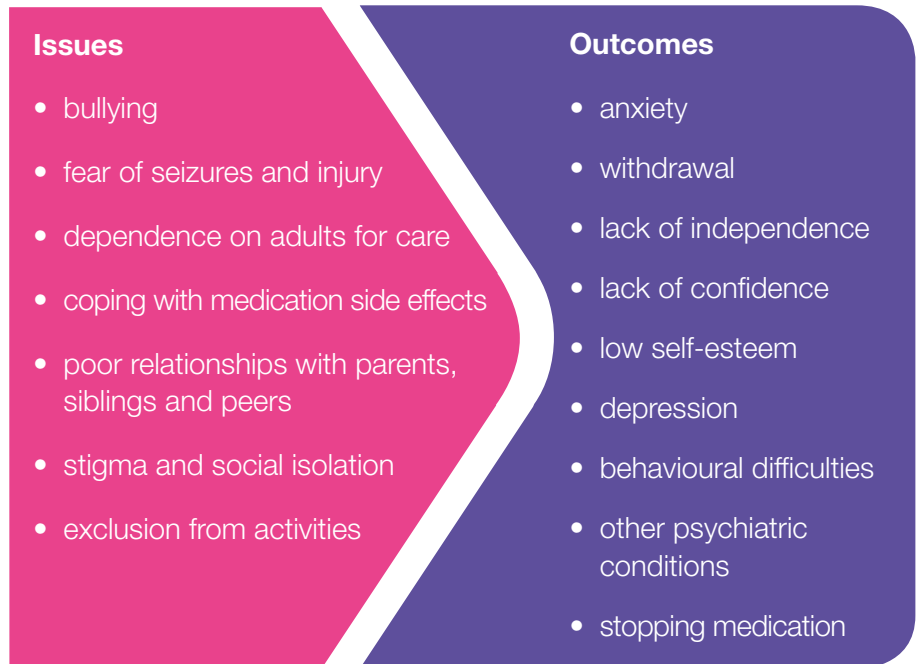 Issues
• bullying
• fear of seizures and injury
• dependence on adults for care
• coping with medication side effects
• poor relationships with parents,
siblings and peers
• stigma and social isolation
• exclusion from activities
Outcomes
• anxiety
• withdrawal
• lack of independence
• lack of confidence
• low self-esteem
• depression
• behavioural difficulties
• other psychiatric
conditions
• stopping medication